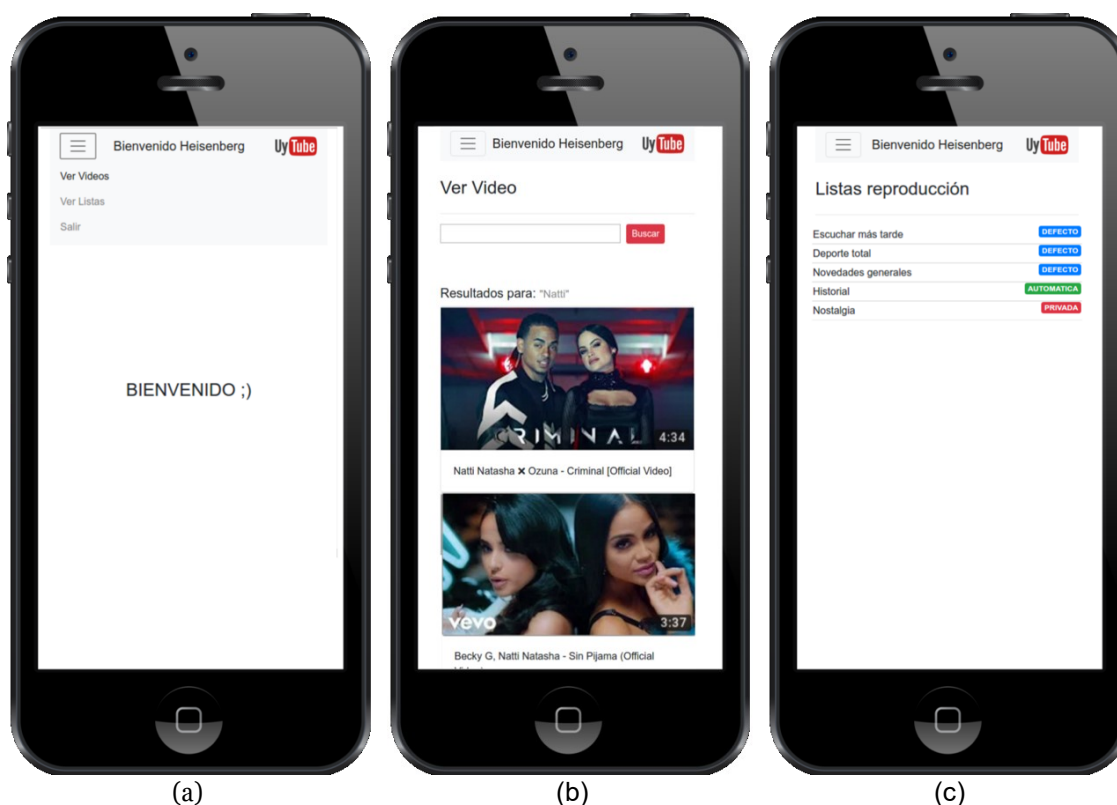 Bienvenido Heisenberg UyTube
Ver Videos
Ver Listas
Salir
BIENVENIDO ;)
(a)
Bienvenido Heisenberg UyTube
Ver Video
Buscar
Resultados para: "Natti"
CRIMINAL
4:34
Natti Natasha ❌ Ozuna - Criminal [Official Video]
vevo
3:37
Becky G, Natti Natasha - Sin Pijama (Official
(b)
Bienvenido Heisenberg UyTube
Listas reproducción
Escuchar más tarde DEFECTO
Deporte total DEFECTO
Novedades generales DEFECTO
Historial AUTOMATICA
Nostalgia PRIVADA
(c)